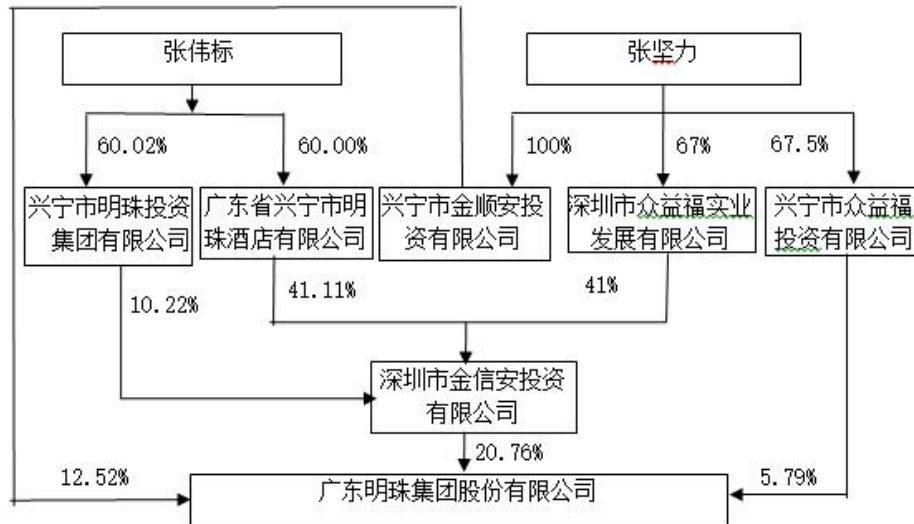 张伟标
张坚力
60.02%
60.00%
100%
67%
67.5%
兴宁市明珠投资
集团有限公司
广东省兴宁市明
珠酒店有限公司
兴宁市金顺安投
资有限公司
深圳市众益福实业
发展有限公司
兴宁市众益福
投资有限公司
10.22%
41.11%
41%
深圳市金信安投资
有限公司
20.76%
12.52%
5.79%
广东明珠集团股份有限公司